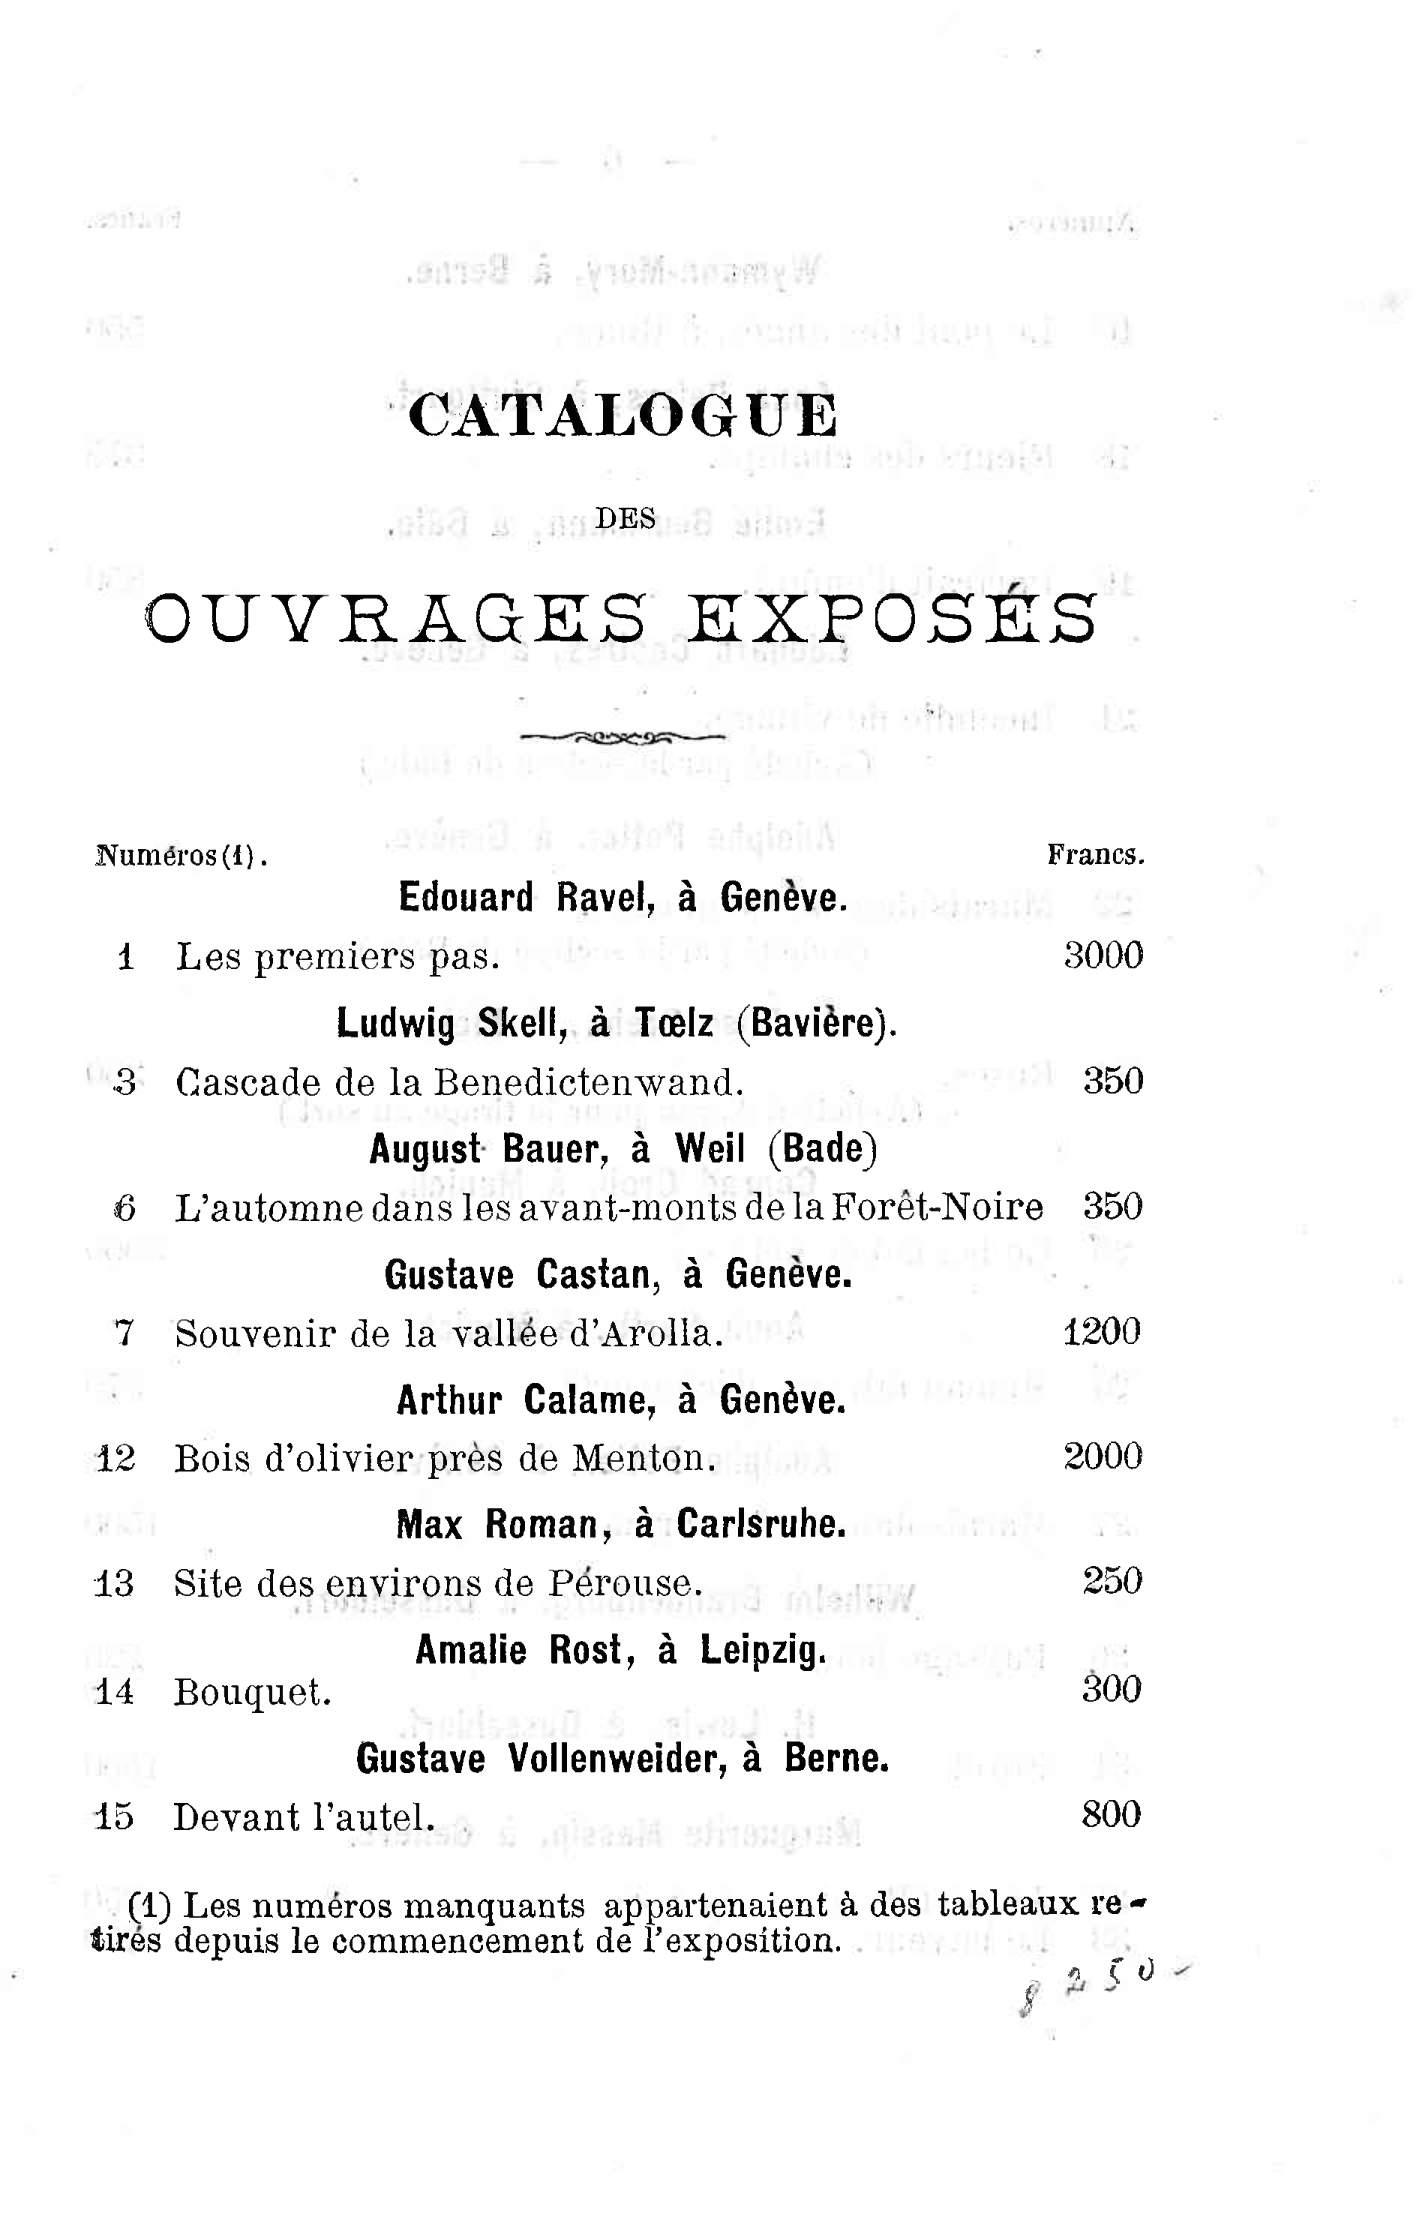 CATALOGUE
DES
OUVRAGES EXPOSÉS
Numéros (1). Francs.
Edouard Ravel, à Genève.
1 Les premiers pas. 3000
Ludwig Skell, à Tœlz (Bavière).
3 Cascade de la Benedictenwand. 350
August Bauer, à Weil (Bade)
6 L'automne dans les avant-monts de la Forêt-Noire 350
Gustave Castan, à Genève.
7 Souvenir de la vallée d'Arolla. 1200
Arthur Calame, à Genève.
12 Bois d'olivier près de Menton. 2000
Max Roman, à Carlsruhe.
13 Site des environs de Pérouse. 250
Amalie Rost, à Leipzig.
14 Bouquet. 300
Gustave Vollenweider, à Berne.
15 Devant l'autel. 800
(1) Les numéros manquants appartenaient à des tableaux re-
tirés depuis le commencement de l'exposition.
8250-